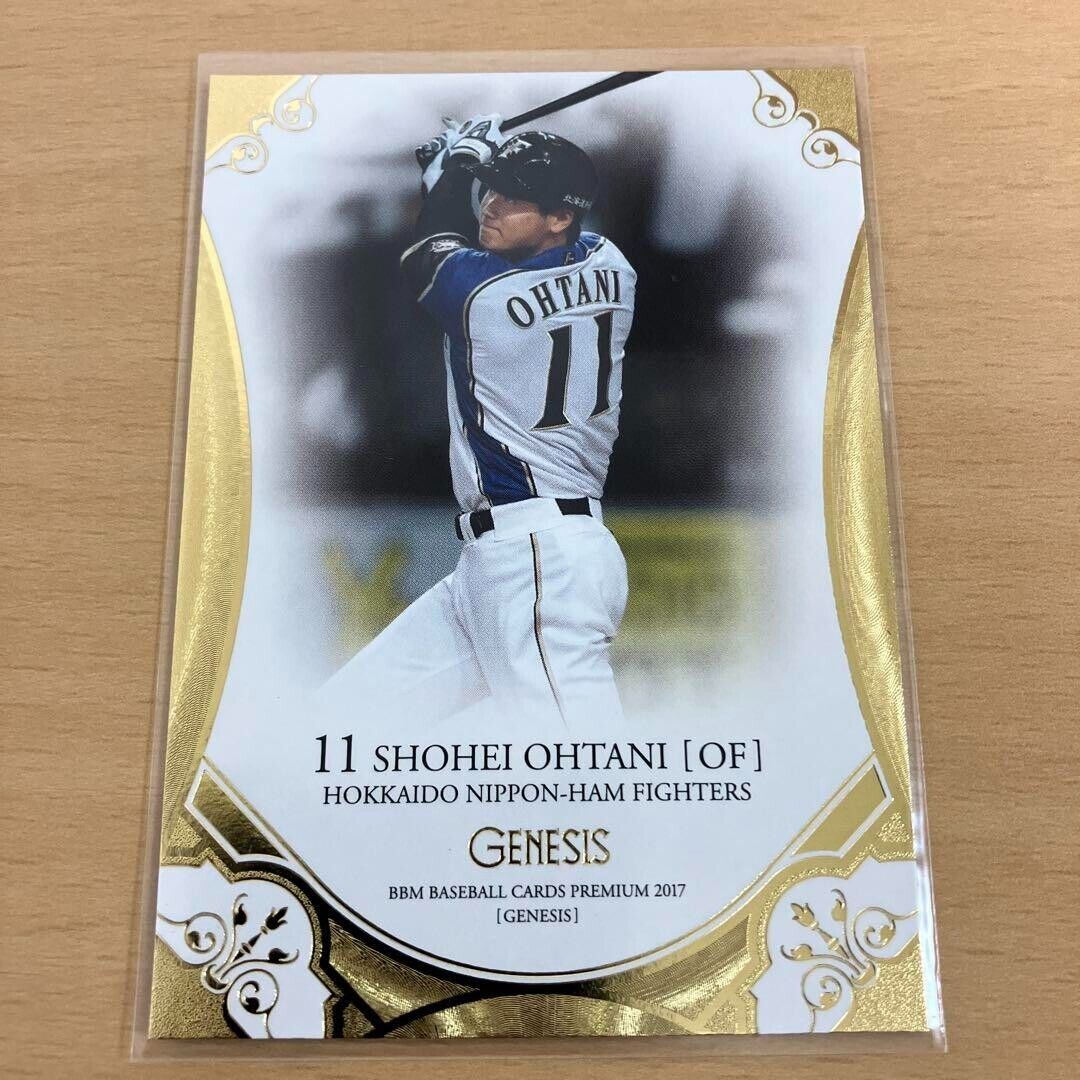 OHTANI
11
11 SHOHEI OHTANI [OF]
HOKKAIDO NIPPON-HAM FIGHTERS
GENESIS
BBM BASEBALL CARDS PREMIUM 2017
[GENESIS]